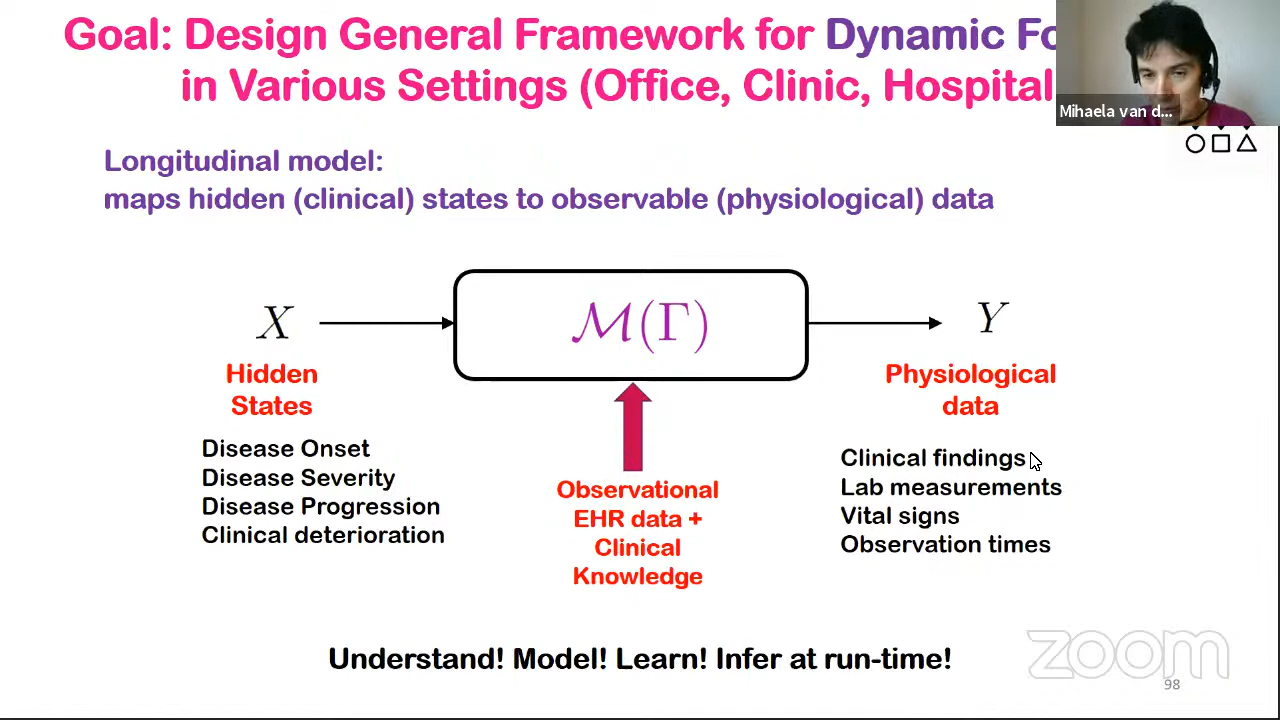 Goal: Design General Framework for Dynamic Fo
in Various Settings (Office, Clinic, Hospital
Mihaela van d...
Longitudinal model:
maps hidden (clinical) states to observable (physiological) data
X
M(Γ)
Y
Hidden
States
Physiological
data
Disease Onset
Disease Severity
Disease Progression
Clinical deterioration
Observational
EHR data +
Clinical
Knowledge
Clinical findings
Lab measurements
Vital signs
Observation times
Understand! Model! Learn! Infer at run-time!
zoom
98